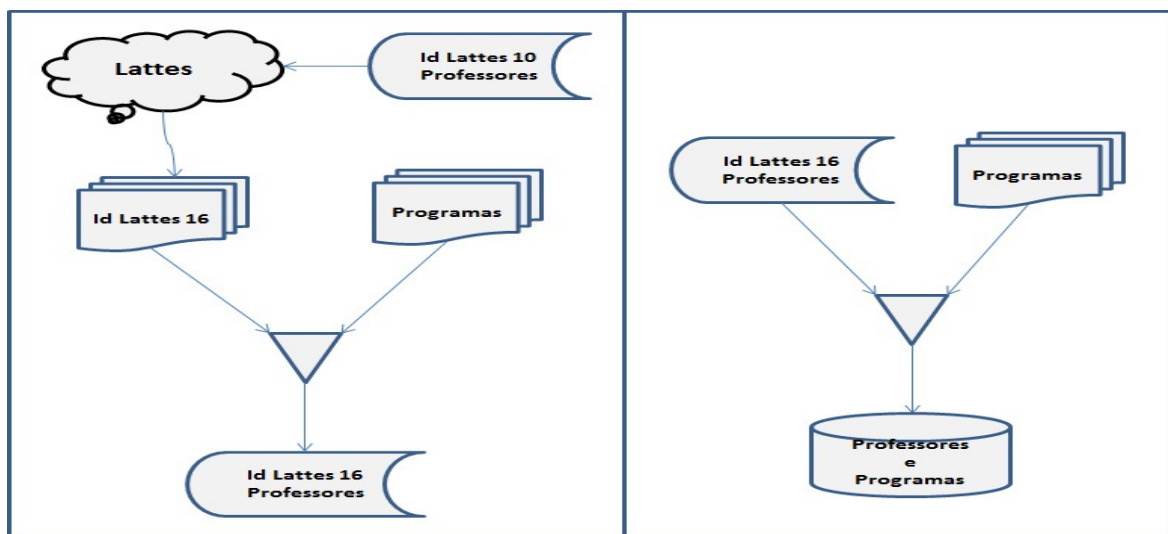 Lattes
Id Lattes 10
Professores
Id Lattes 16
Programas
Id Lattes 16
Professores
Id Lattes 16
Professores
Programas
Professores
e
Programas